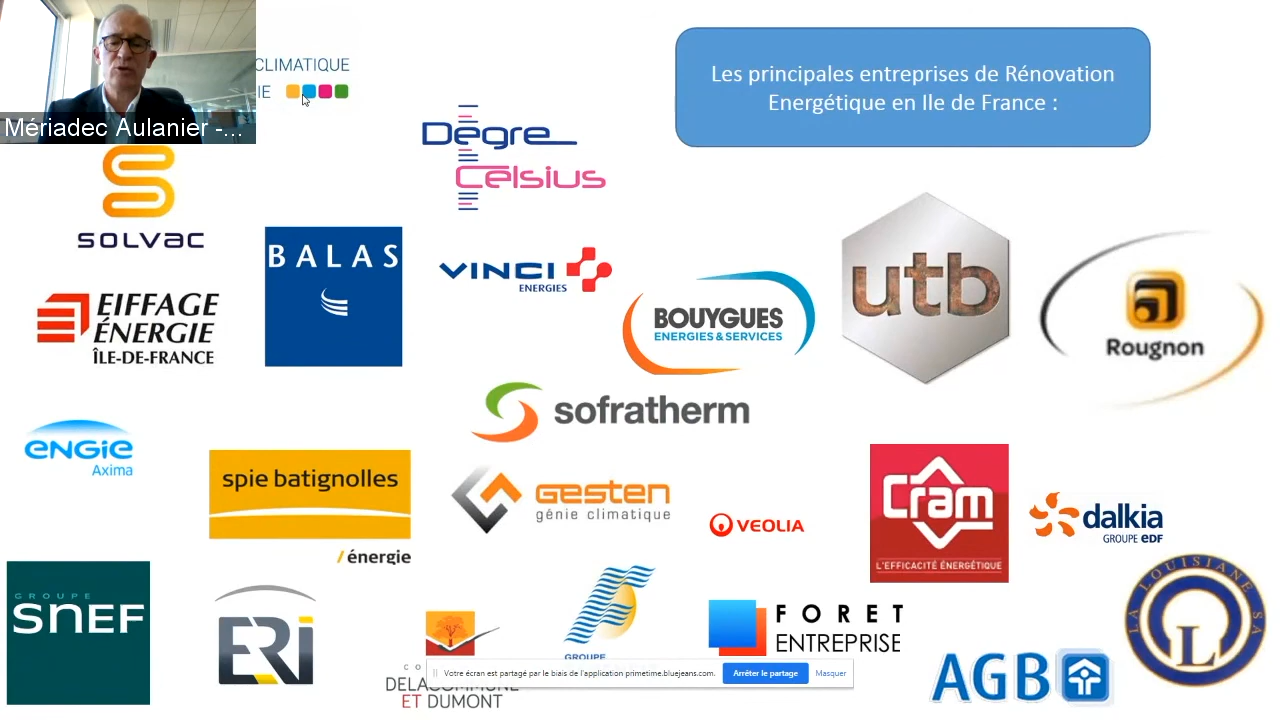 CLIMATIQUE
IE
Mériadec Aulanier -...
Les principales entreprises de Rénovation
Energétique en Ile de France :
Degre
Celsius
SOLVAC
BALAS
VINCI
ENERGIES
utb
BOUYGUES
ENERGIES & SERVICES
Rougnon
EIFFAGE
ÉNERGIE
ÎLE-DE-FRANCE
sofratherm
ENGIE
Axima
spie batignolles
/ énergie
GESTEN
génie climatique
VEOLIA
Cram
L'EFFICACITÉ ÉNERGÉTIQUE
dalkia
GROUPE EDF
GROUPE
SNEF
ERi
GROUPE
FORET
ENTREPRISE
LA LOUISIANE SA
L
AGB
DELACOMMUNE
ET DUMONT
Votre écran est partagé par le biais de l'application primetime.bluejeans.com.
Arrêter le partage
Masquer